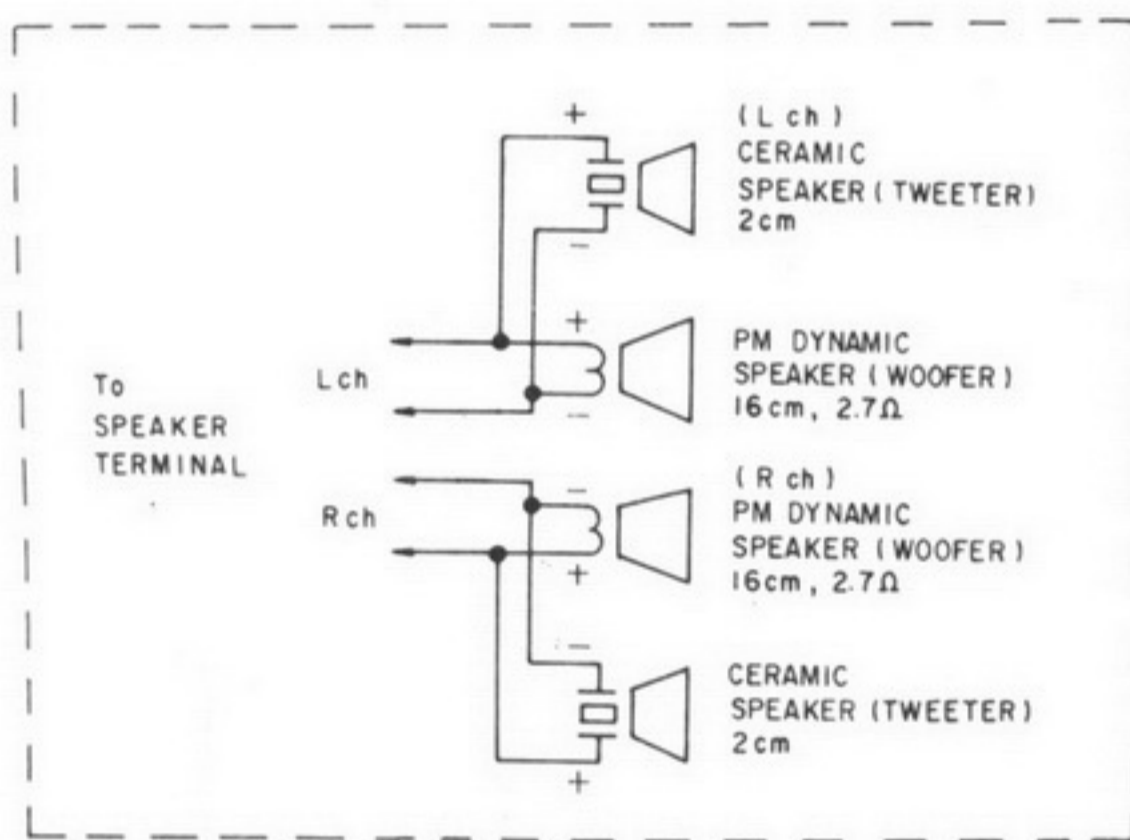 +
(L ch)
CERAMIC
SPEAKER (TWEETER)
2cm
−
+
PM DYNAMIC
SPEAKER (WOOFER)
16cm, 2.7Ω
−
L ch
To
SPEAKER
TERMINAL
R ch
−
(R ch)
PM DYNAMIC
SPEAKER (WOOFER)
16cm, 2.7Ω
+
−
CERAMIC
SPEAKER (TWEETER)
2cm
+